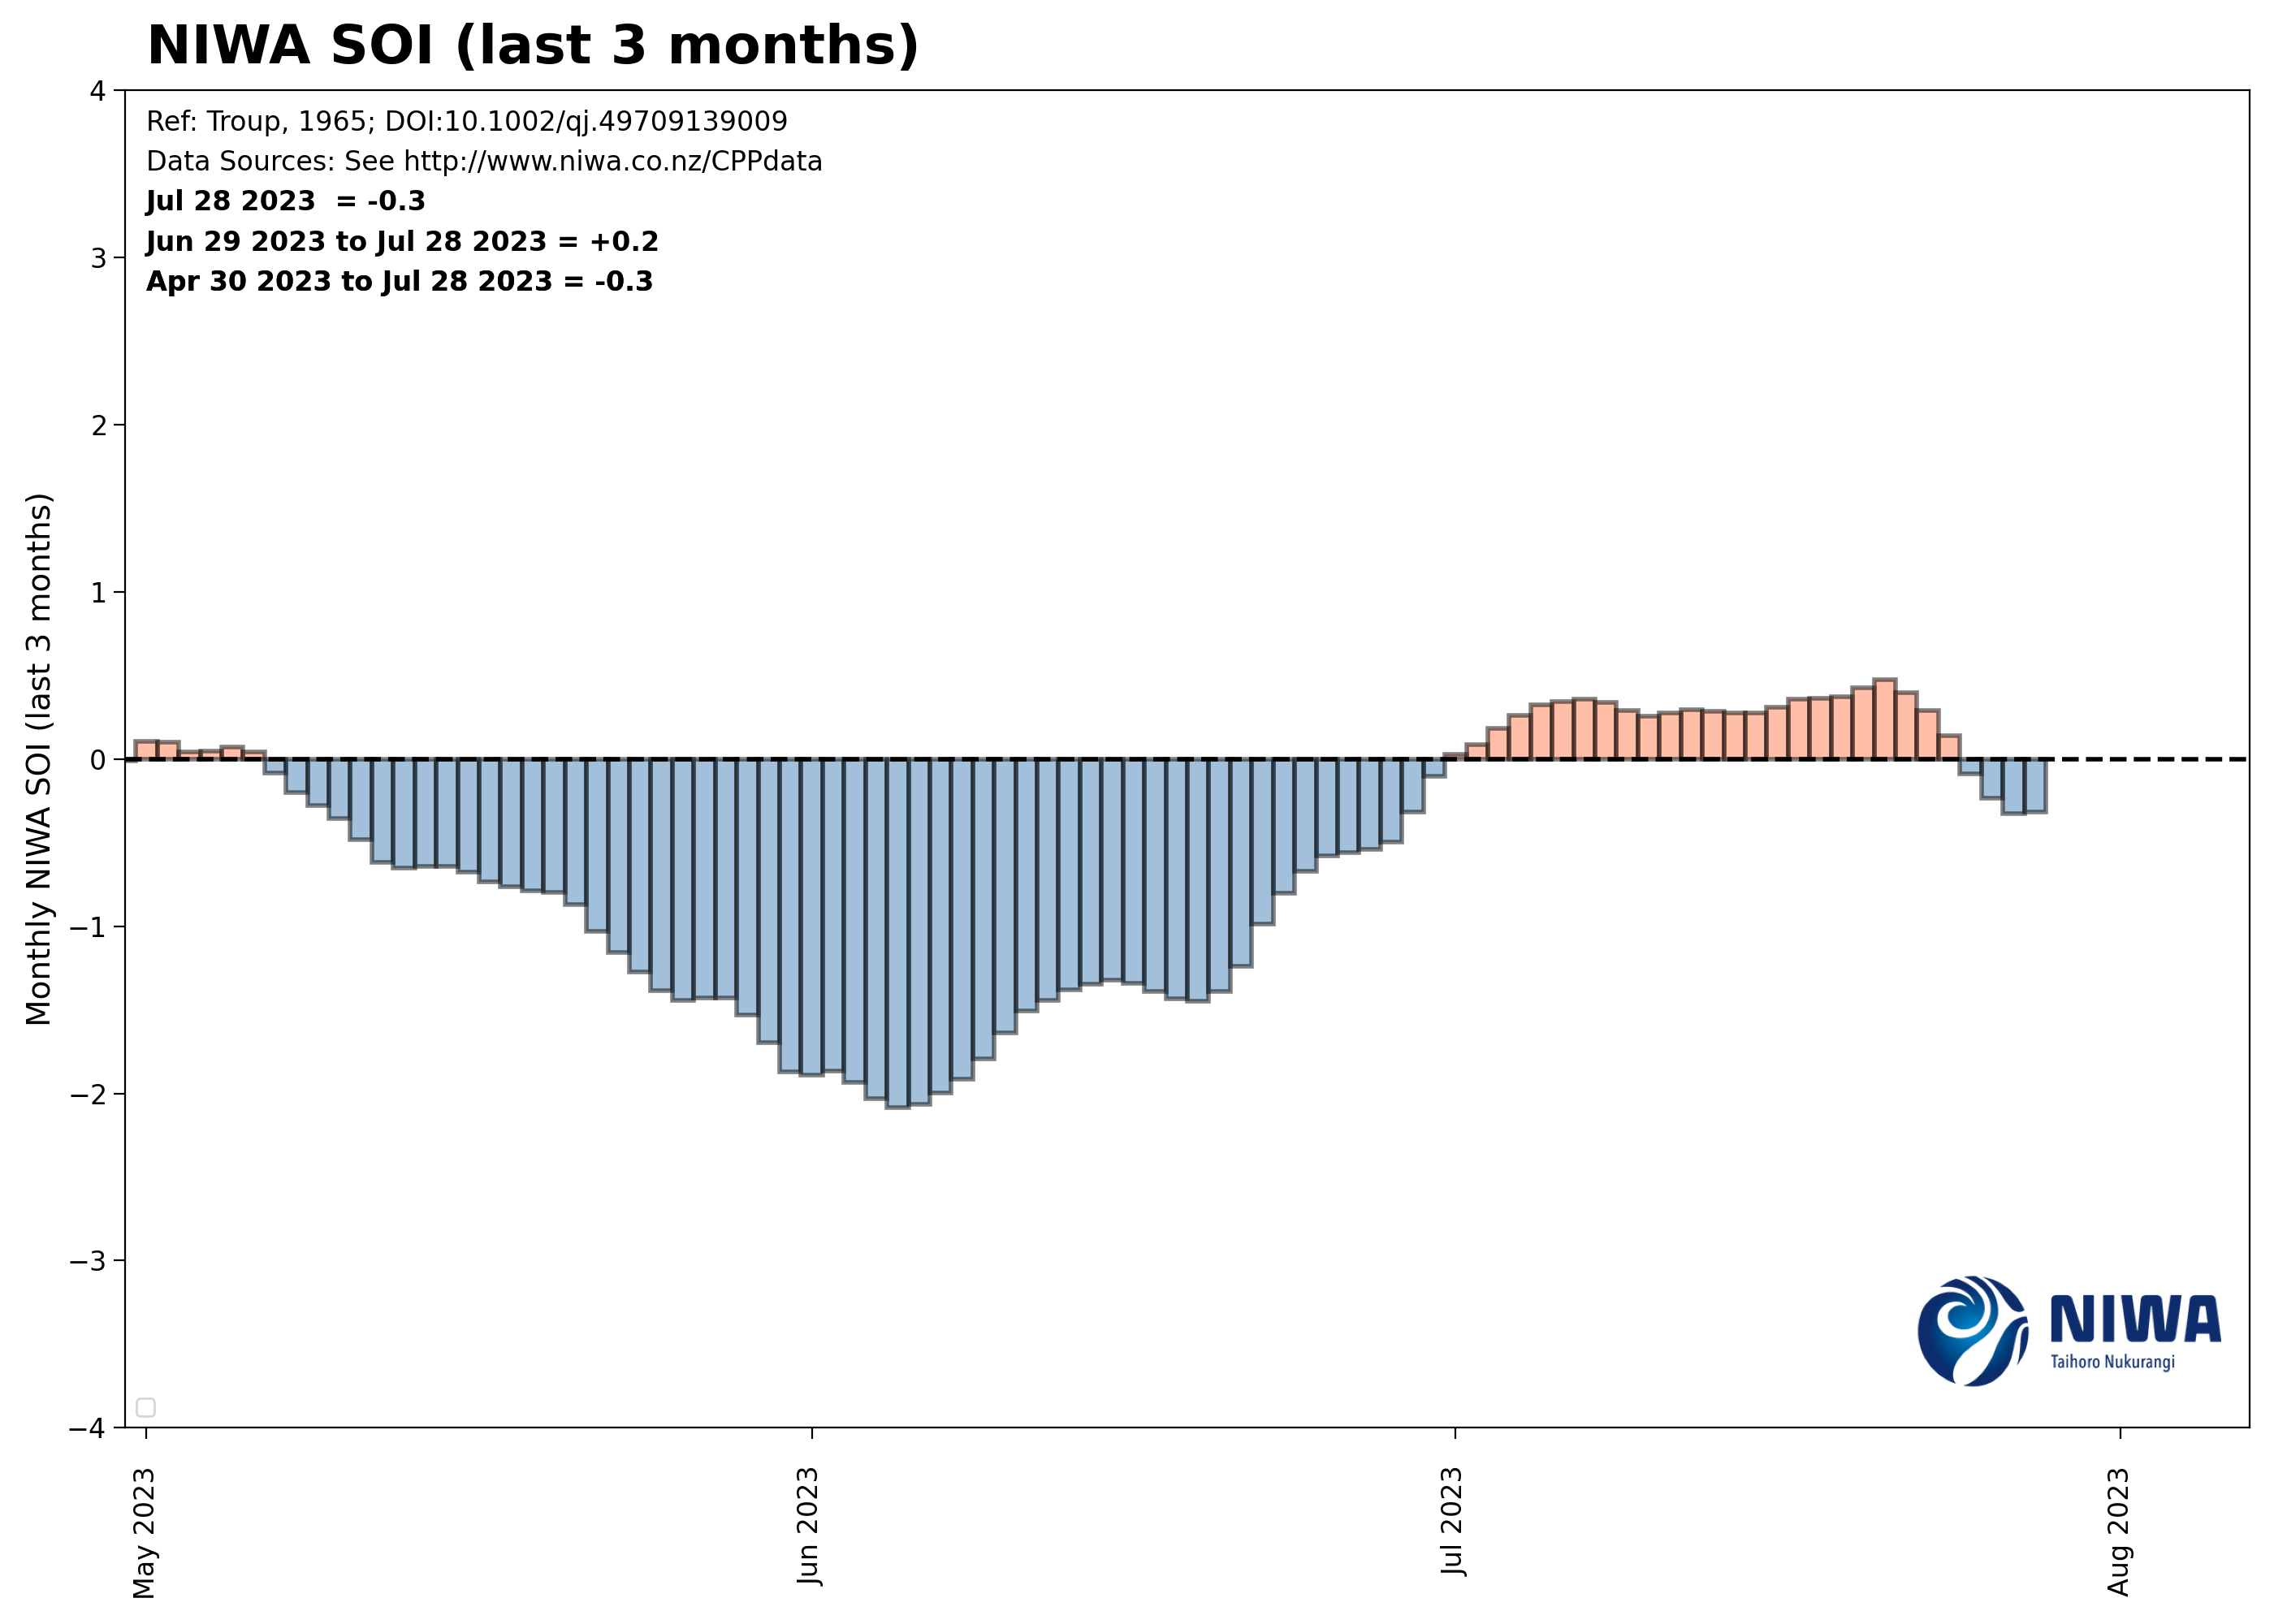 NIWA SOI (last 3 months)
Ref: Troup, 1965; DOI:10.1002/qj.49709139009
Data Sources: See http://www.niwa.co.nz/CPPdata
Jul 28 2023  = -0.3
Jun 29 2023 to Jul 28 2023 = +0.2
Apr 30 2023 to Jul 28 2023 = -0.3
Monthly NIWA SOI (last 3 months)
4
3
2
1
0
−1
−2
−3
−4
NIWA
Taihoro Nukurangi
May 2023
Jun 2023
Jul 2023
Aug 2023